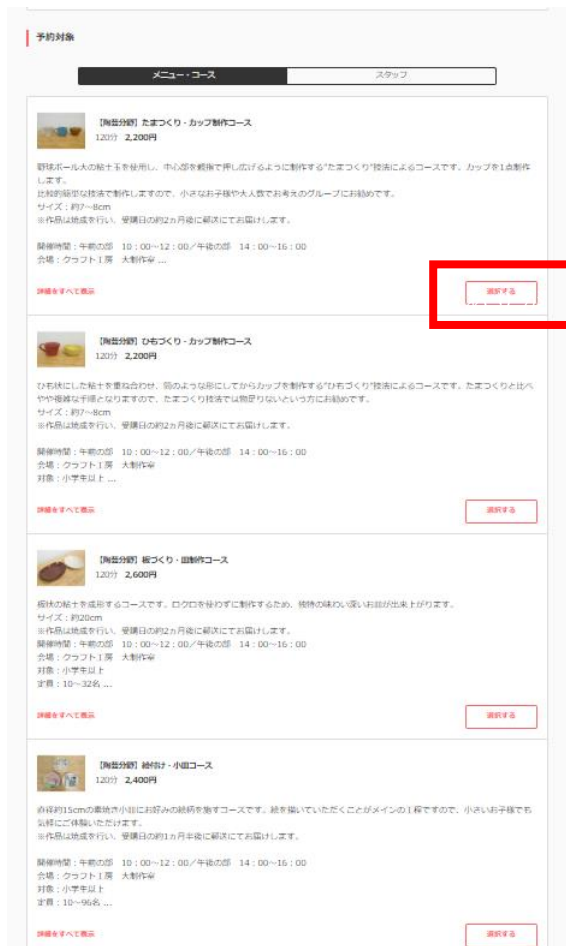 予約対象
メニュー・コース
スタッフ
【陶芸分野】たまつくり・カップ制作コース
120分 2,200円
野球ボール大の粘土玉を使用し、中心部を親指で押し広げるように制作する“たまつくり”技法によるコースです。カップを1点制作
します。
比較的簡単な技法で制作しますので、小さなお子様や大人数でお考えのグループにお勧めです。
サイズ：約7～8cm
※作品は焼成を行い、受講日の約2ヵ月後に郵送にてお届けします。
開催時間：午前の部 10：00～12：00／午後の部 14：00～16：00
会場：クラフト工房 大制作室 ...
詳細をすべて表示
選択する
【陶芸分野】ひもづくり・カップ制作コース
120分 2,200円
ひも状にした粘土を重ね合わせ、筒のような形にしてからカップを制作する“ひもづくり”技法によるコースです。たまつくりと比べ
やや複雑な手順となりますので、たまつくり技法では物足りないという方にお勧めです。
サイズ：約7～8cm
※作品は焼成を行い、受講日の約2ヵ月後に郵送にてお届けします。
開催時間：午前の部 10：00～12：00／午後の部 14：00～16：00
会場：クラフト工房 大制作室
対象：小学生以上 ...
詳細をすべて表示
選択する
【陶芸分野】板づくり・皿制作コース
120分 2,600円
板状の粘土を成形するコースです。ロクロを使わずに制作するため、独特の味わい深いお皿が出来上がります。
サイズ：約20cm
※作品は焼成を行い、受講日の約2ヵ月後に郵送にてお届けします。
開催時間：午前の部 10：00～12：00／午後の部 14：00～16：00
会場：クラフト工房 大制作室
対象：小学生以上
定員：10～32名 ...
詳細をすべて表示
選択する
【陶芸分野】絵付け・小皿コース
120分 2,400円
直径約15cmの素焼き小皿にお好みの絵柄を施すコースです。絵を描いていただくことがメインの工程ですので、小さいお子様でも
気軽にご体験いただけます。
※作品は焼成を行い、受講日の約1ヵ月半後に郵送にてお届けします。
開催時間：午前の部 10：00～12：00／午後の部 14：00～16：00
会場：クラフト工房 大制作室
対象：小学生以上
定員：10～96名 ...
詳細をすべて表示
選択する